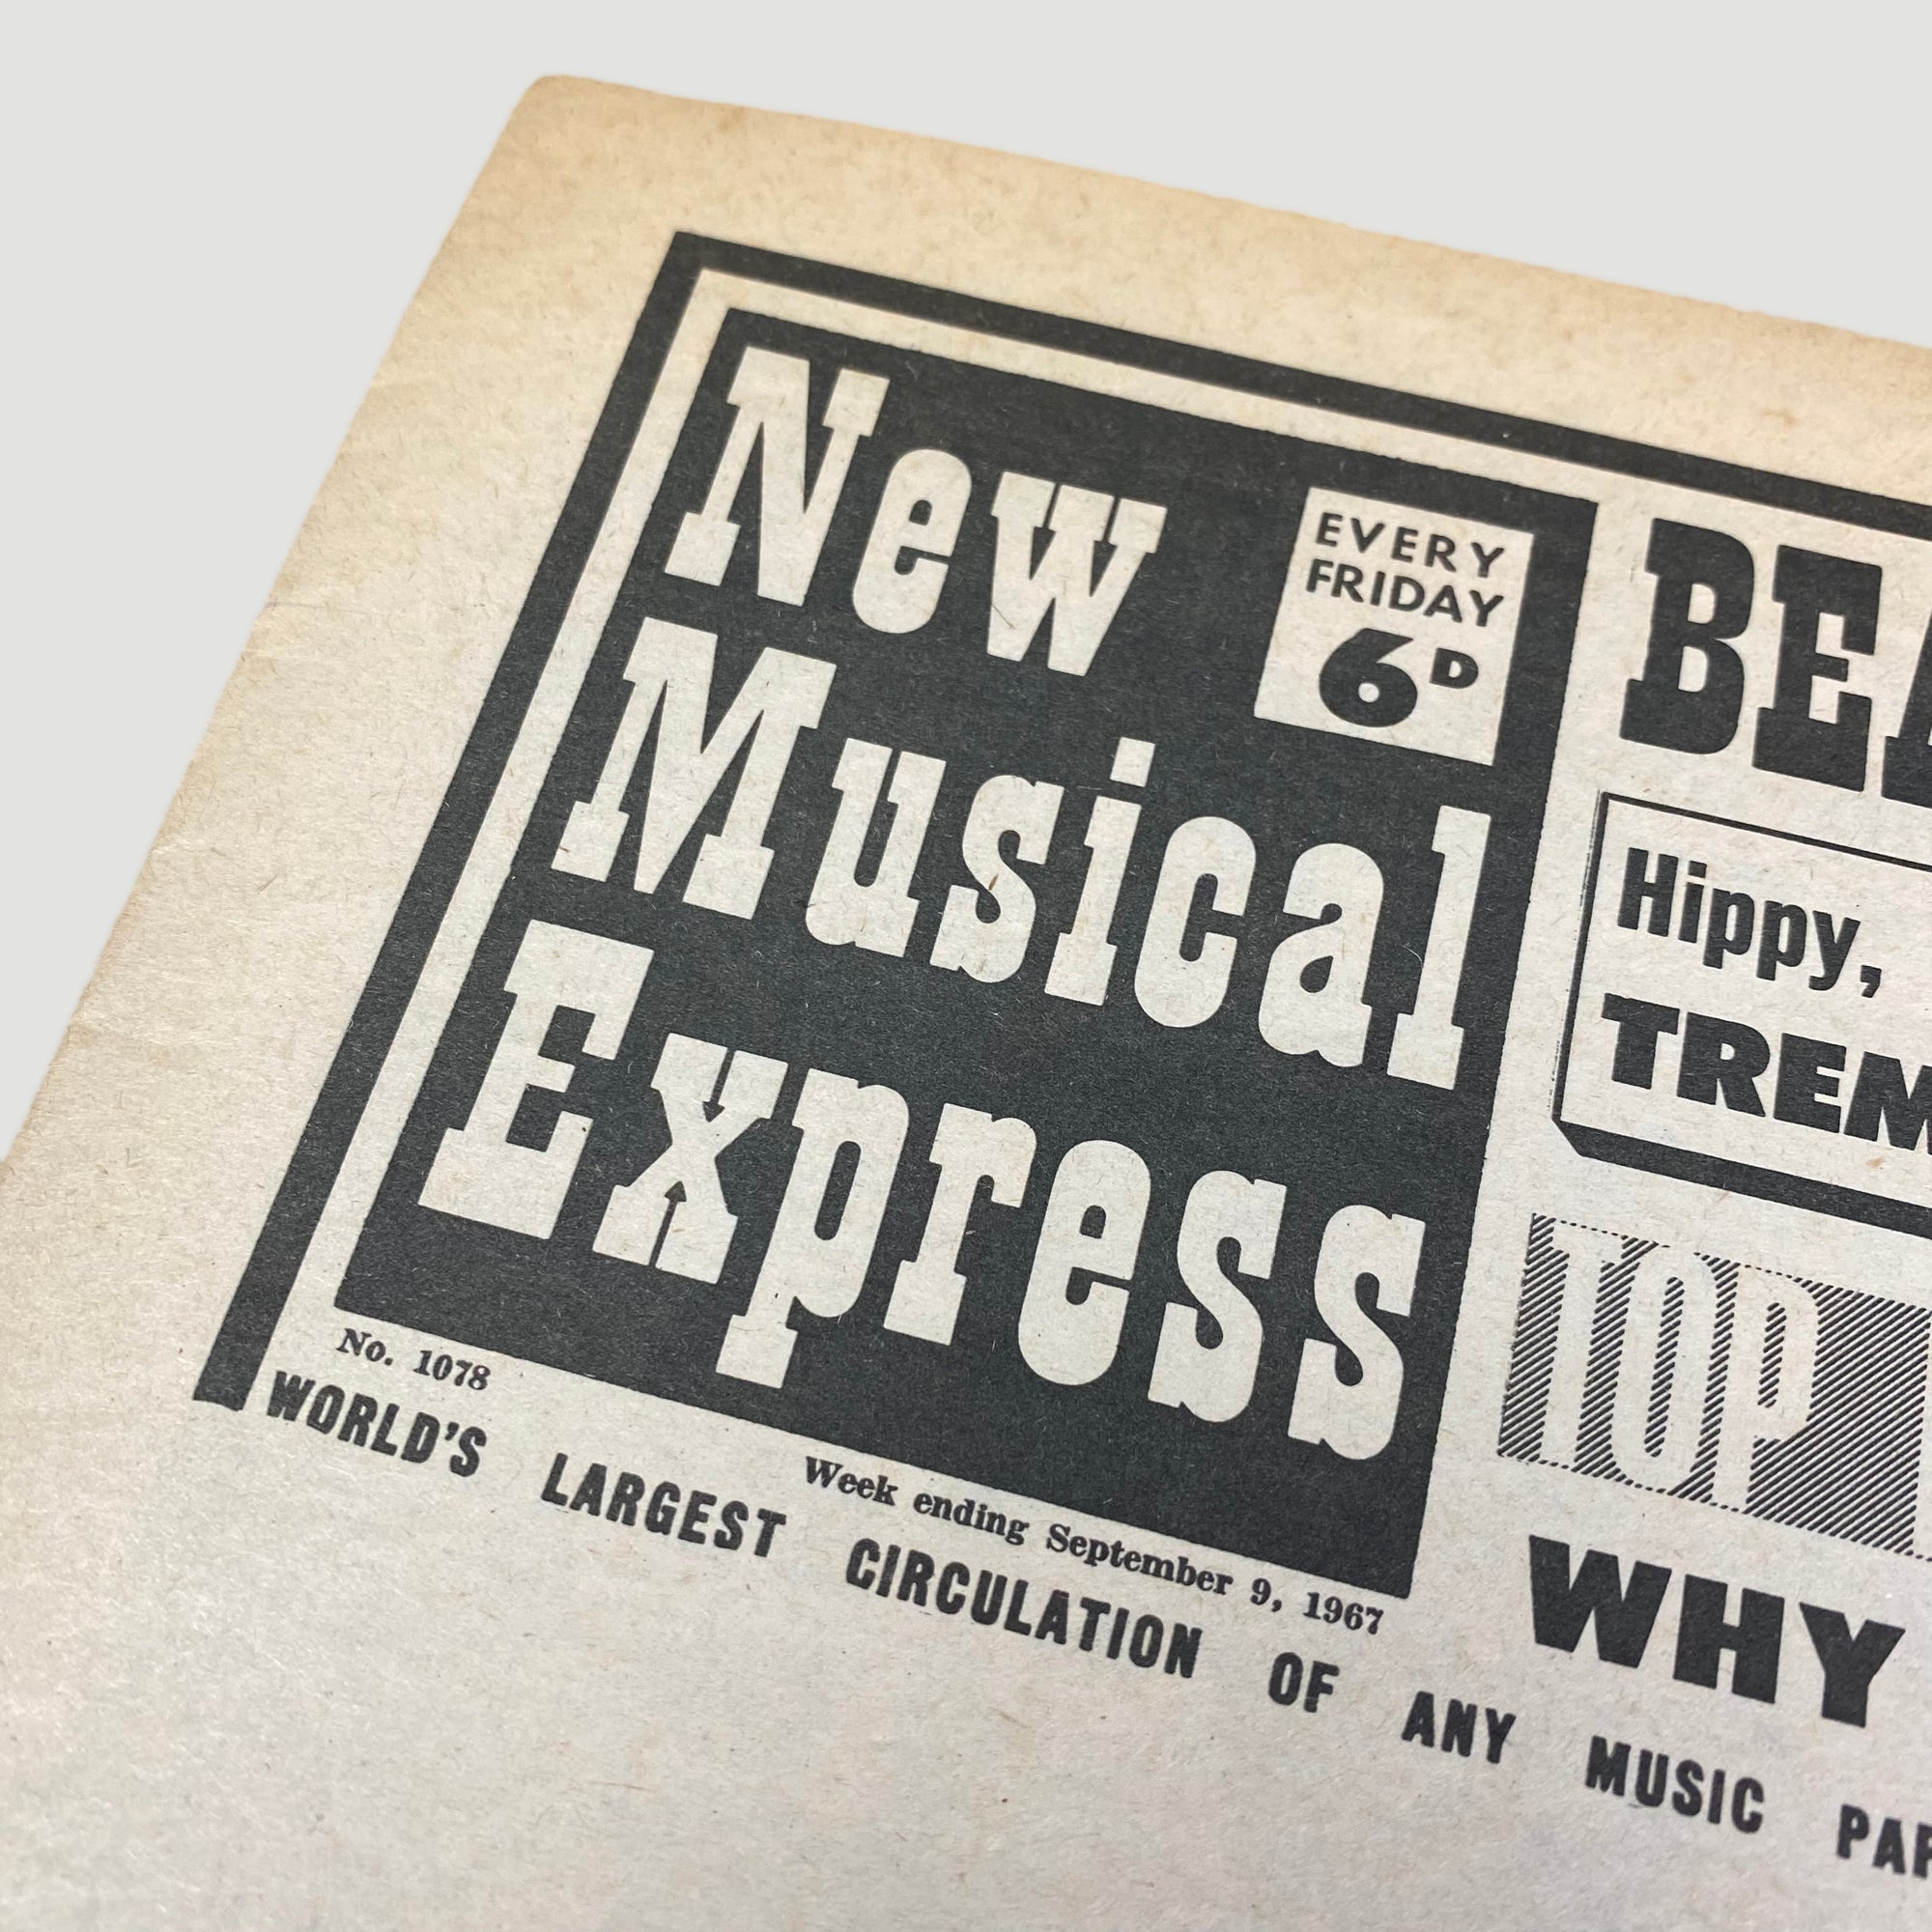 New
Musical
Express
EVERY
FRIDAY
6D
No. 1078
Week ending September 9, 1967
WORLD'S LARGEST CIRCULATION OF ANY MUSIC
Hippy,
TOP
WHY